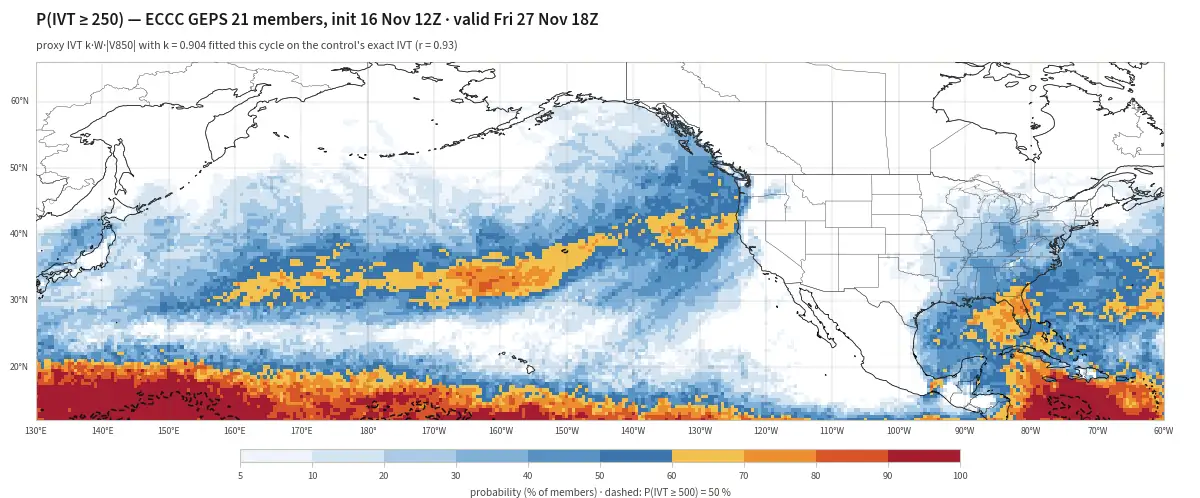 P(IVT ≥ 250) — ECCC GEPS 21 members, init 16 Nov 12Z · valid Fri 27 Nov 18Z
proxy IVT k·W·|V850| with k = 0.904 fitted this cycle on the control's exact IVT (r = 0.93)
60°N
50°N
40°N
30°N
20°N
130°E 140°E 150°E 160°E 170°E 180° 170°W 160°W 150°W 140°W 130°W 120°W 110°W 100°W 90°W 80°W 70°W 60°W
5 10 20 30 40 50 60 70 80 90 100
probability (% of members) · dashed: P(IVT ≥ 500) = 50 %